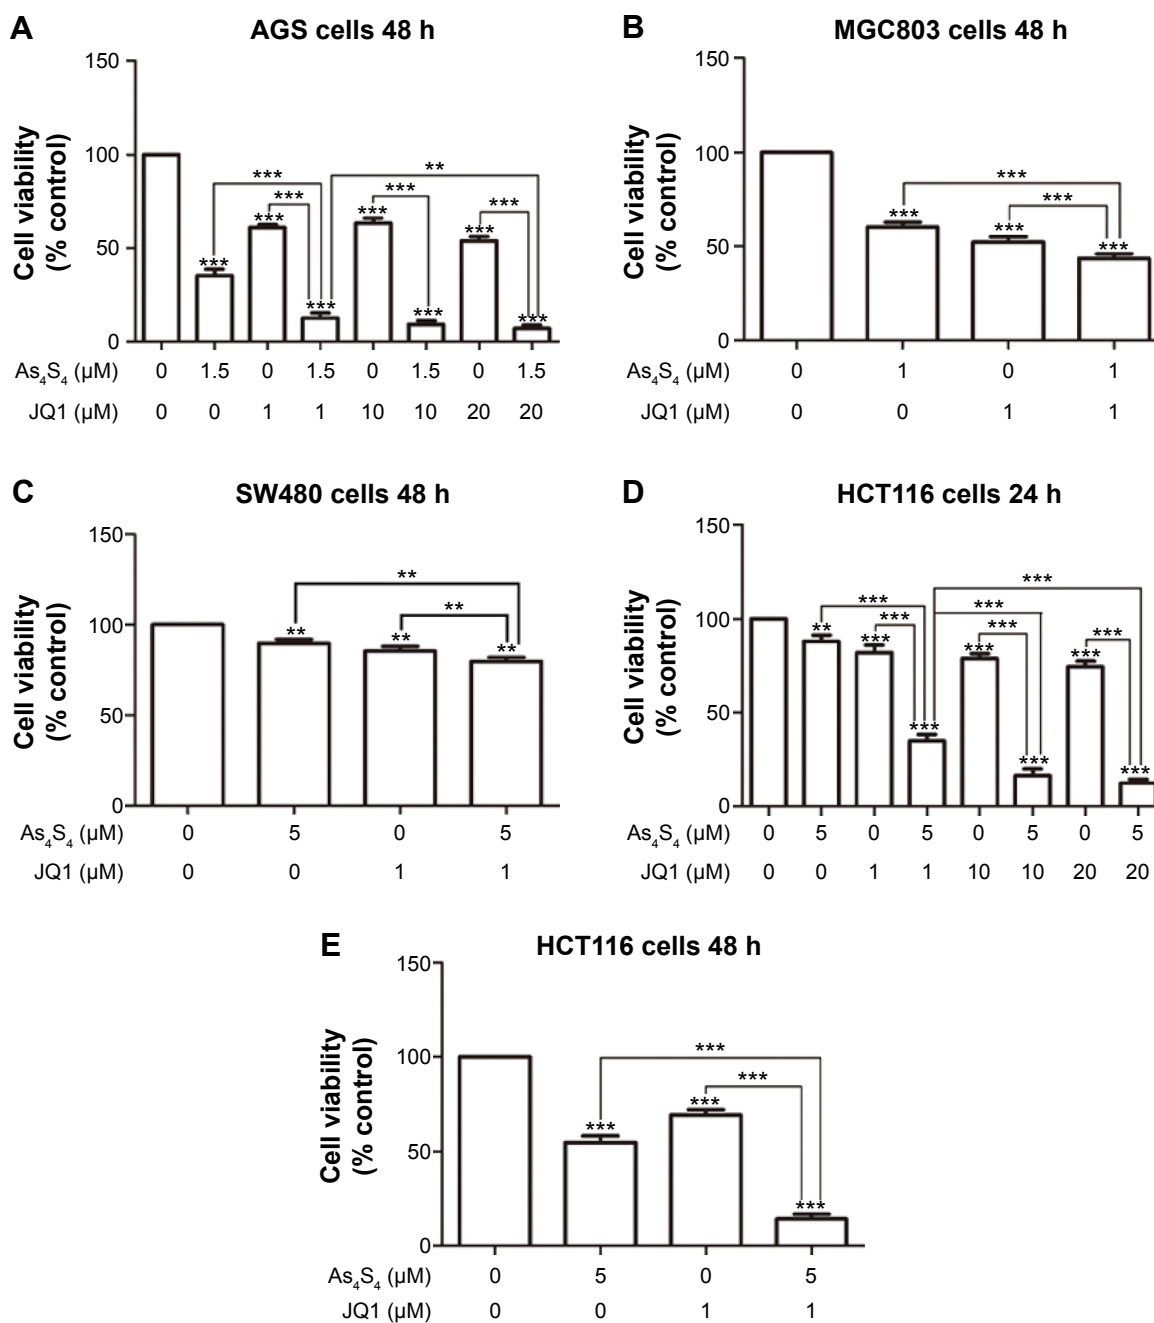 A
AGS cells 48 h
Cell viability
(% control)
150
100
50
0
***
***
***
***
***
***
***
***
***
***
***
**
As₄S₄ (µM) 0 1.5 0 1.5 0 1.5 0 1.5
JQ1 (µM) 0 0 1 1 10 10 20 20
B
MGC803 cells 48 h
Cell viability
(% control)
150
100
50
0
***
***
***
***
***
As₄S₄ (µM) 0 1 0 1
JQ1 (µM) 0 0 1 1
C
SW480 cells 48 h
Cell viability
(% control)
150
100
50
0
**
**
**
**
**
As₄S₄ (µM) 0 5 0 5
JQ1 (µM) 0 0 1 1
D
HCT116 cells 24 h
Cell viability
(% control)
150
100
50
0
**
***
***
***
***
***
***
***
***
***
***
***
***
As₄S₄ (µM) 0 5 0 5 0 5 0 5
JQ1 (µM) 0 0 1 1 10 10 20 20
E
HCT116 cells 48 h
Cell viability
(% control)
150
100
50
0
***
***
***
***
***
As₄S₄ (µM) 0 5 0 5
JQ1 (µM) 0 0 1 1